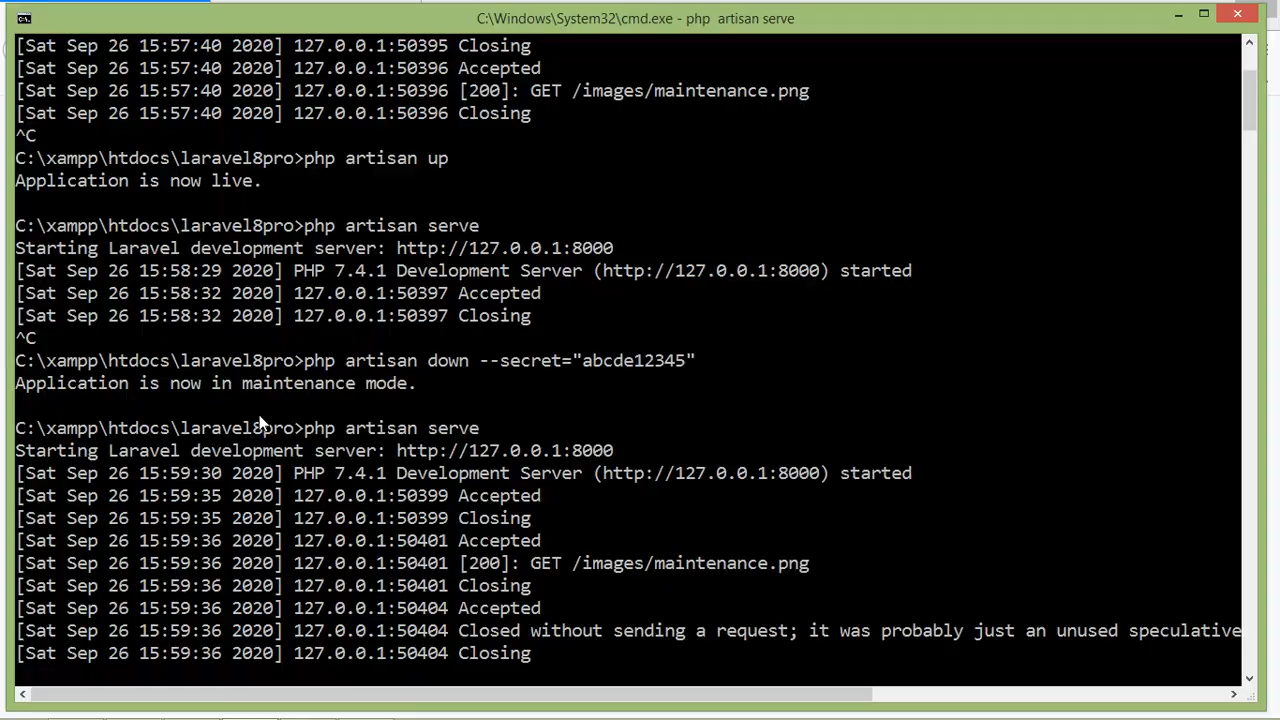 C:\Windows\System32\cmd.exe - php  artisan serve
[Sat Sep 26 15:57:40 2020] 127.0.0.1:50395 Closing
[Sat Sep 26 15:57:40 2020] 127.0.0.1:50396 Accepted
[Sat Sep 26 15:57:40 2020] 127.0.0.1:50396 [200]: GET /images/maintenance.png
[Sat Sep 26 15:57:40 2020] 127.0.0.1:50396 Closing
^C
C:\xampp\htdocs\laravel8pro>php artisan up
Application is now live.
C:\xampp\htdocs\laravel8pro>php artisan serve
Starting Laravel development server: http://127.0.0.1:8000
[Sat Sep 26 15:58:29 2020] PHP 7.4.1 Development Server (http://127.0.0.1:8000) started
[Sat Sep 26 15:58:32 2020] 127.0.0.1:50397 Accepted
[Sat Sep 26 15:58:32 2020] 127.0.0.1:50397 Closing
^C
C:\xampp\htdocs\laravel8pro>php artisan down --secret="abcde12345"
Application is now in maintenance mode.
C:\xampp\htdocs\laravel8pro>php artisan serve
Starting Laravel development server: http://127.0.0.1:8000
[Sat Sep 26 15:59:30 2020] PHP 7.4.1 Development Server (http://127.0.0.1:8000) started
[Sat Sep 26 15:59:35 2020] 127.0.0.1:50399 Accepted
[Sat Sep 26 15:59:35 2020] 127.0.0.1:50399 Closing
[Sat Sep 26 15:59:36 2020] 127.0.0.1:50401 Accepted
[Sat Sep 26 15:59:36 2020] 127.0.0.1:50401 [200]: GET /images/maintenance.png
[Sat Sep 26 15:59:36 2020] 127.0.0.1:50401 Closing
[Sat Sep 26 15:59:36 2020] 127.0.0.1:50404 Accepted
[Sat Sep 26 15:59:36 2020] 127.0.0.1:50404 Closed without sending a request; it was probably just an unused speculative
[Sat Sep 26 15:59:36 2020] 127.0.0.1:50404 Closing